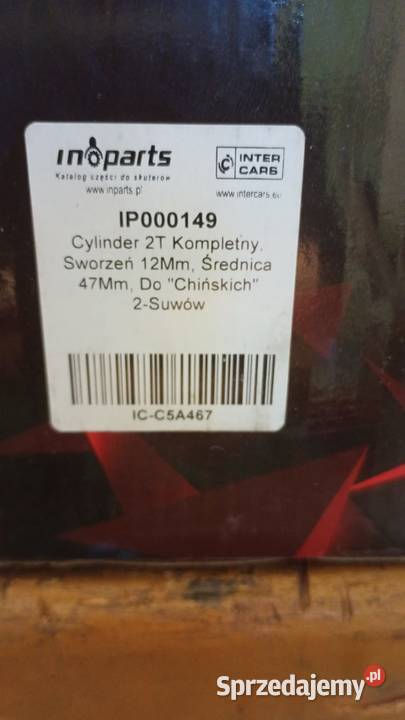 inparts
INTER
CARS
Katalog części do skuterów
www.inparts.pl
www.intercars.eu
IP000149
Cylinder 2T Kompletny,
Sworzeń 12Mm, Średnica
47Mm, Do "Chińskich"
2-Suwów
IC-C5A467
Sprzedajemy.pl